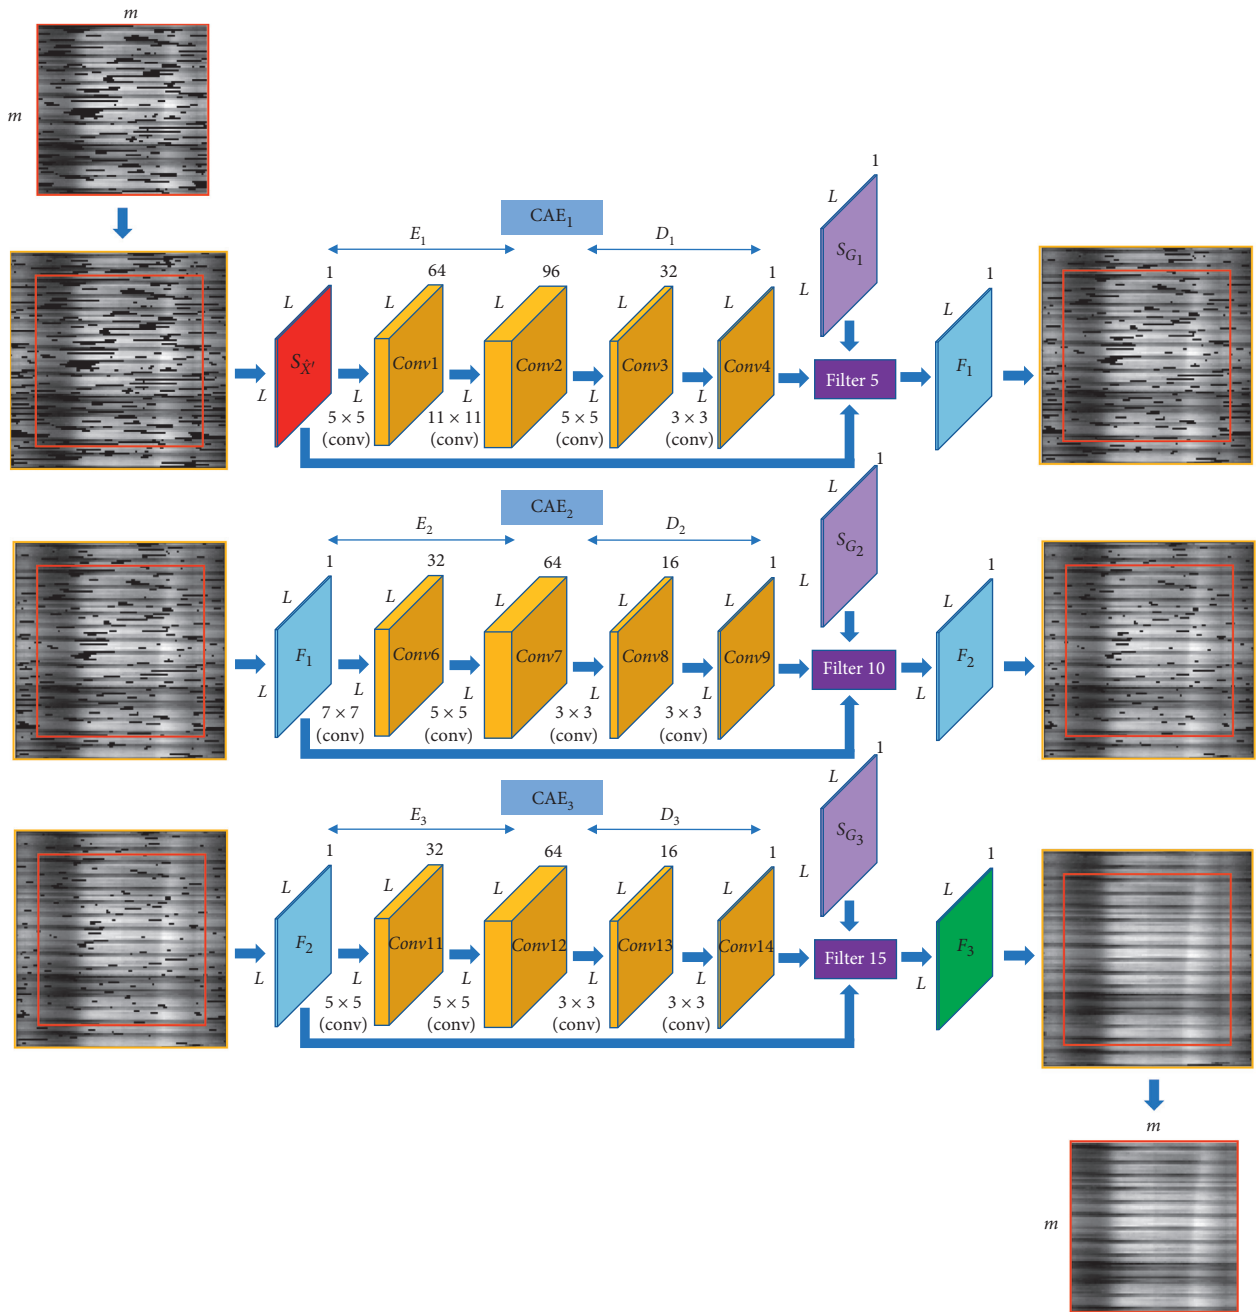 m
m
CAE1
E1
D1
1
64
96
32
1
1
1
L
L
L
L
L
L
L
SX̂′
Conv1
Conv2
Conv3
Conv4
SG1
Filter 5
F1
L
L
L
L
L
L
L
5 × 5
(conv)
11 × 11
(conv)
5 × 5
(conv)
3 × 3
(conv)
CAE2
E2
D2
1
32
64
16
1
1
1
L
L
L
L
L
L
L
F1
Conv6
Conv7
Conv8
Conv9
SG2
Filter 10
F2
L
L
L
L
L
L
L
7 × 7
(conv)
5 × 5
(conv)
3 × 3
(conv)
3 × 3
(conv)
CAE3
E3
D3
1
32
64
16
1
1
1
L
L
L
L
L
L
L
F2
Conv11
Conv12
Conv13
Conv14
SG3
Filter 15
F3
L
L
L
L
L
L
L
5 × 5
(conv)
5 × 5
(conv)
3 × 3
(conv)
3 × 3
(conv)
m
m